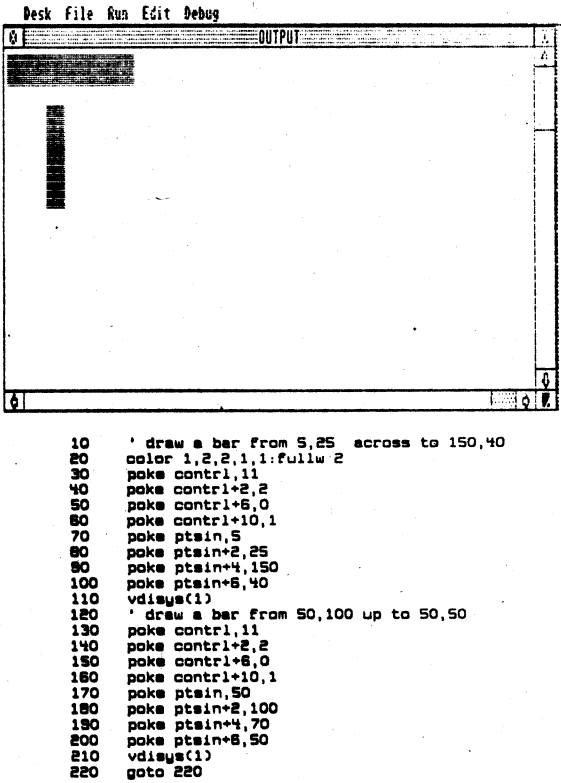 Desk File Run Edit Debug
OUTPUT
10 ' draw a bar from 5,25 across to 150,40
20 color 1,2,2,1,1:fullw 2
30 poke contrl,11
40 poke contrl+2,2
50 poke contrl+6,0
60 poke contrl+10,1
70 poke ptsin,5
80 poke ptsin+2,25
90 poke ptsin+4,150
100 poke ptsin+6,40
110 vdisys(1)
120 ' draw a bar from 50,100 up to 50,50
130 poke contrl,11
140 poke contrl+2,2
150 poke contrl+6,0
160 poke contrl+10,1
170 poke ptsin,50
180 poke ptsin+2,100
190 poke ptsin+4,70
200 poke ptsin+6,50
210 vdisys(1)
220 goto 220